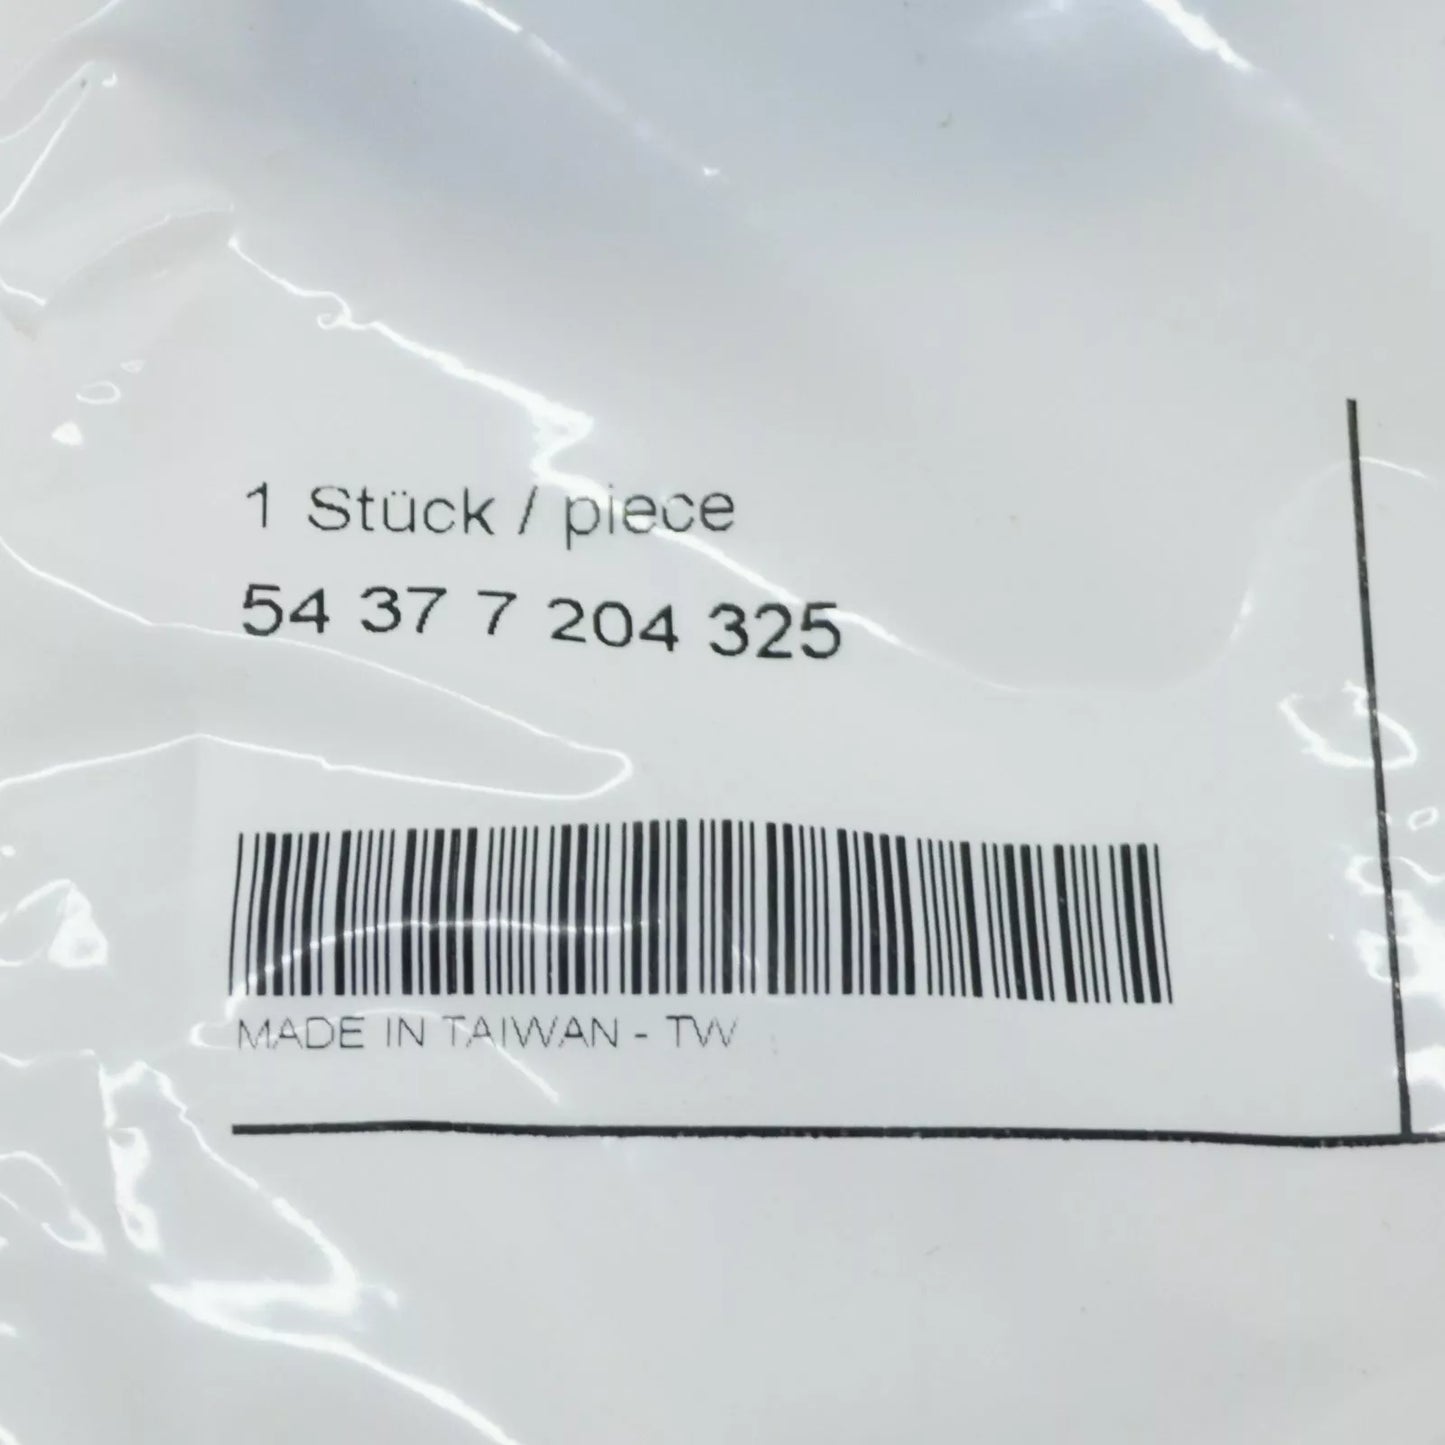 1 Stück / piece
54 37 7 204 325
MADE IN TAIWAN - TW